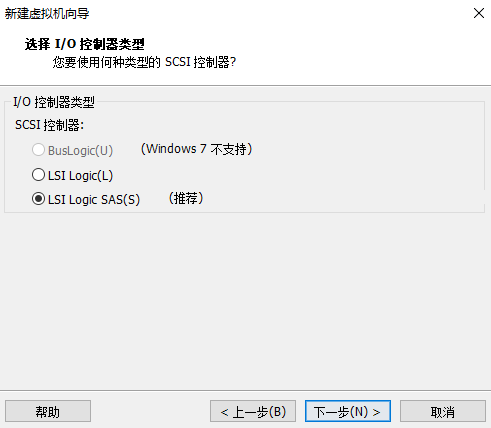 新建虚拟机向导
选择 I/O 控制器类型
您要使用何种类型的 SCSI 控制器?
I/O 控制器类型
SCSI 控制器:
BusLogic(U) (Windows 7 不支持)
LSI Logic(L)
LSI Logic SAS(S) (推荐)
帮助 < 上一步(B) 下一步(N) > 取消